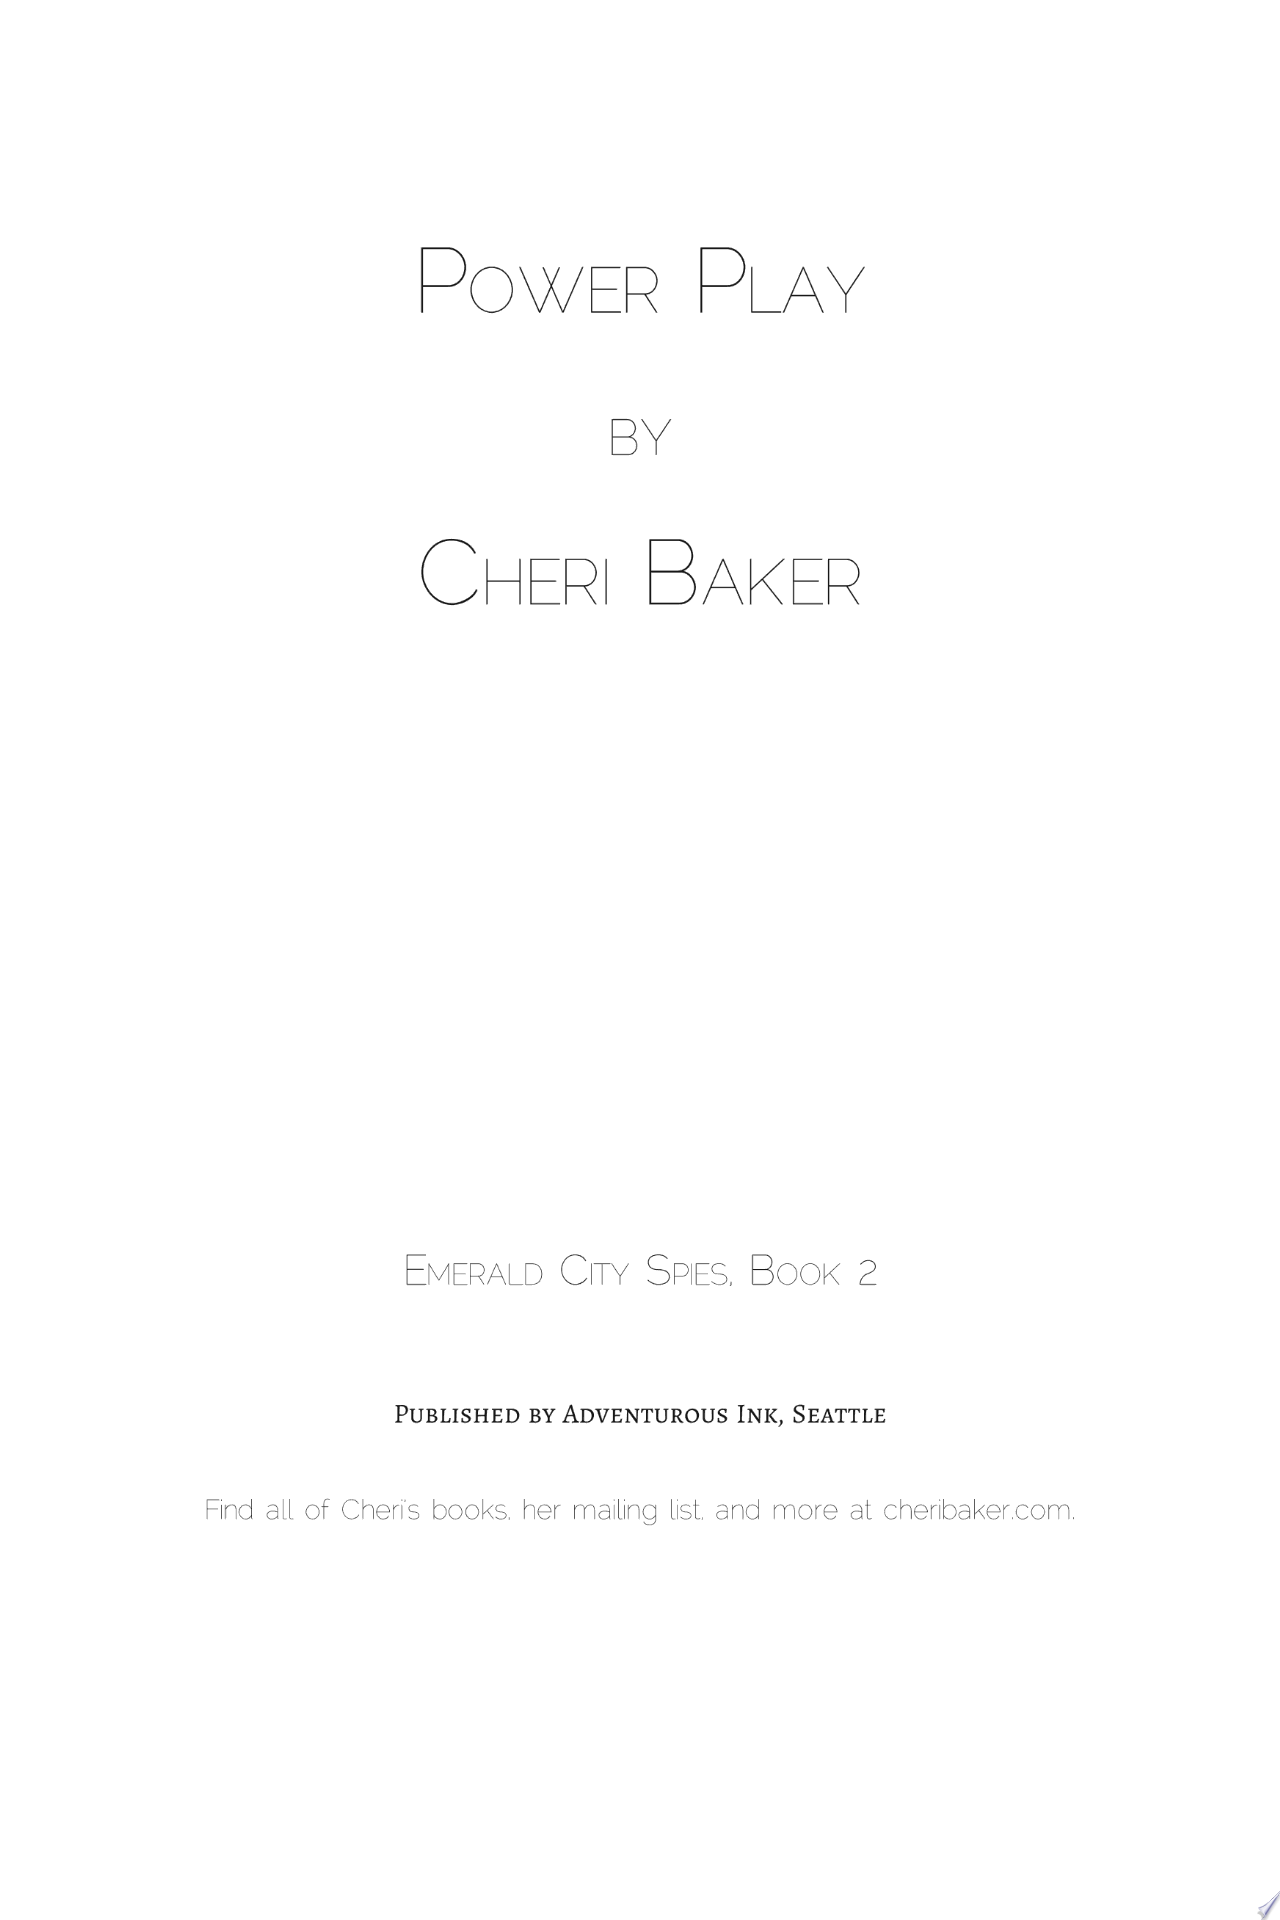 Power Play
by
Cheri Baker
Emerald City Spies, Book 2
Published by Adventurous Ink, Seattle
Find all of Cheri's books, her mailing list, and more at cheribaker.com.